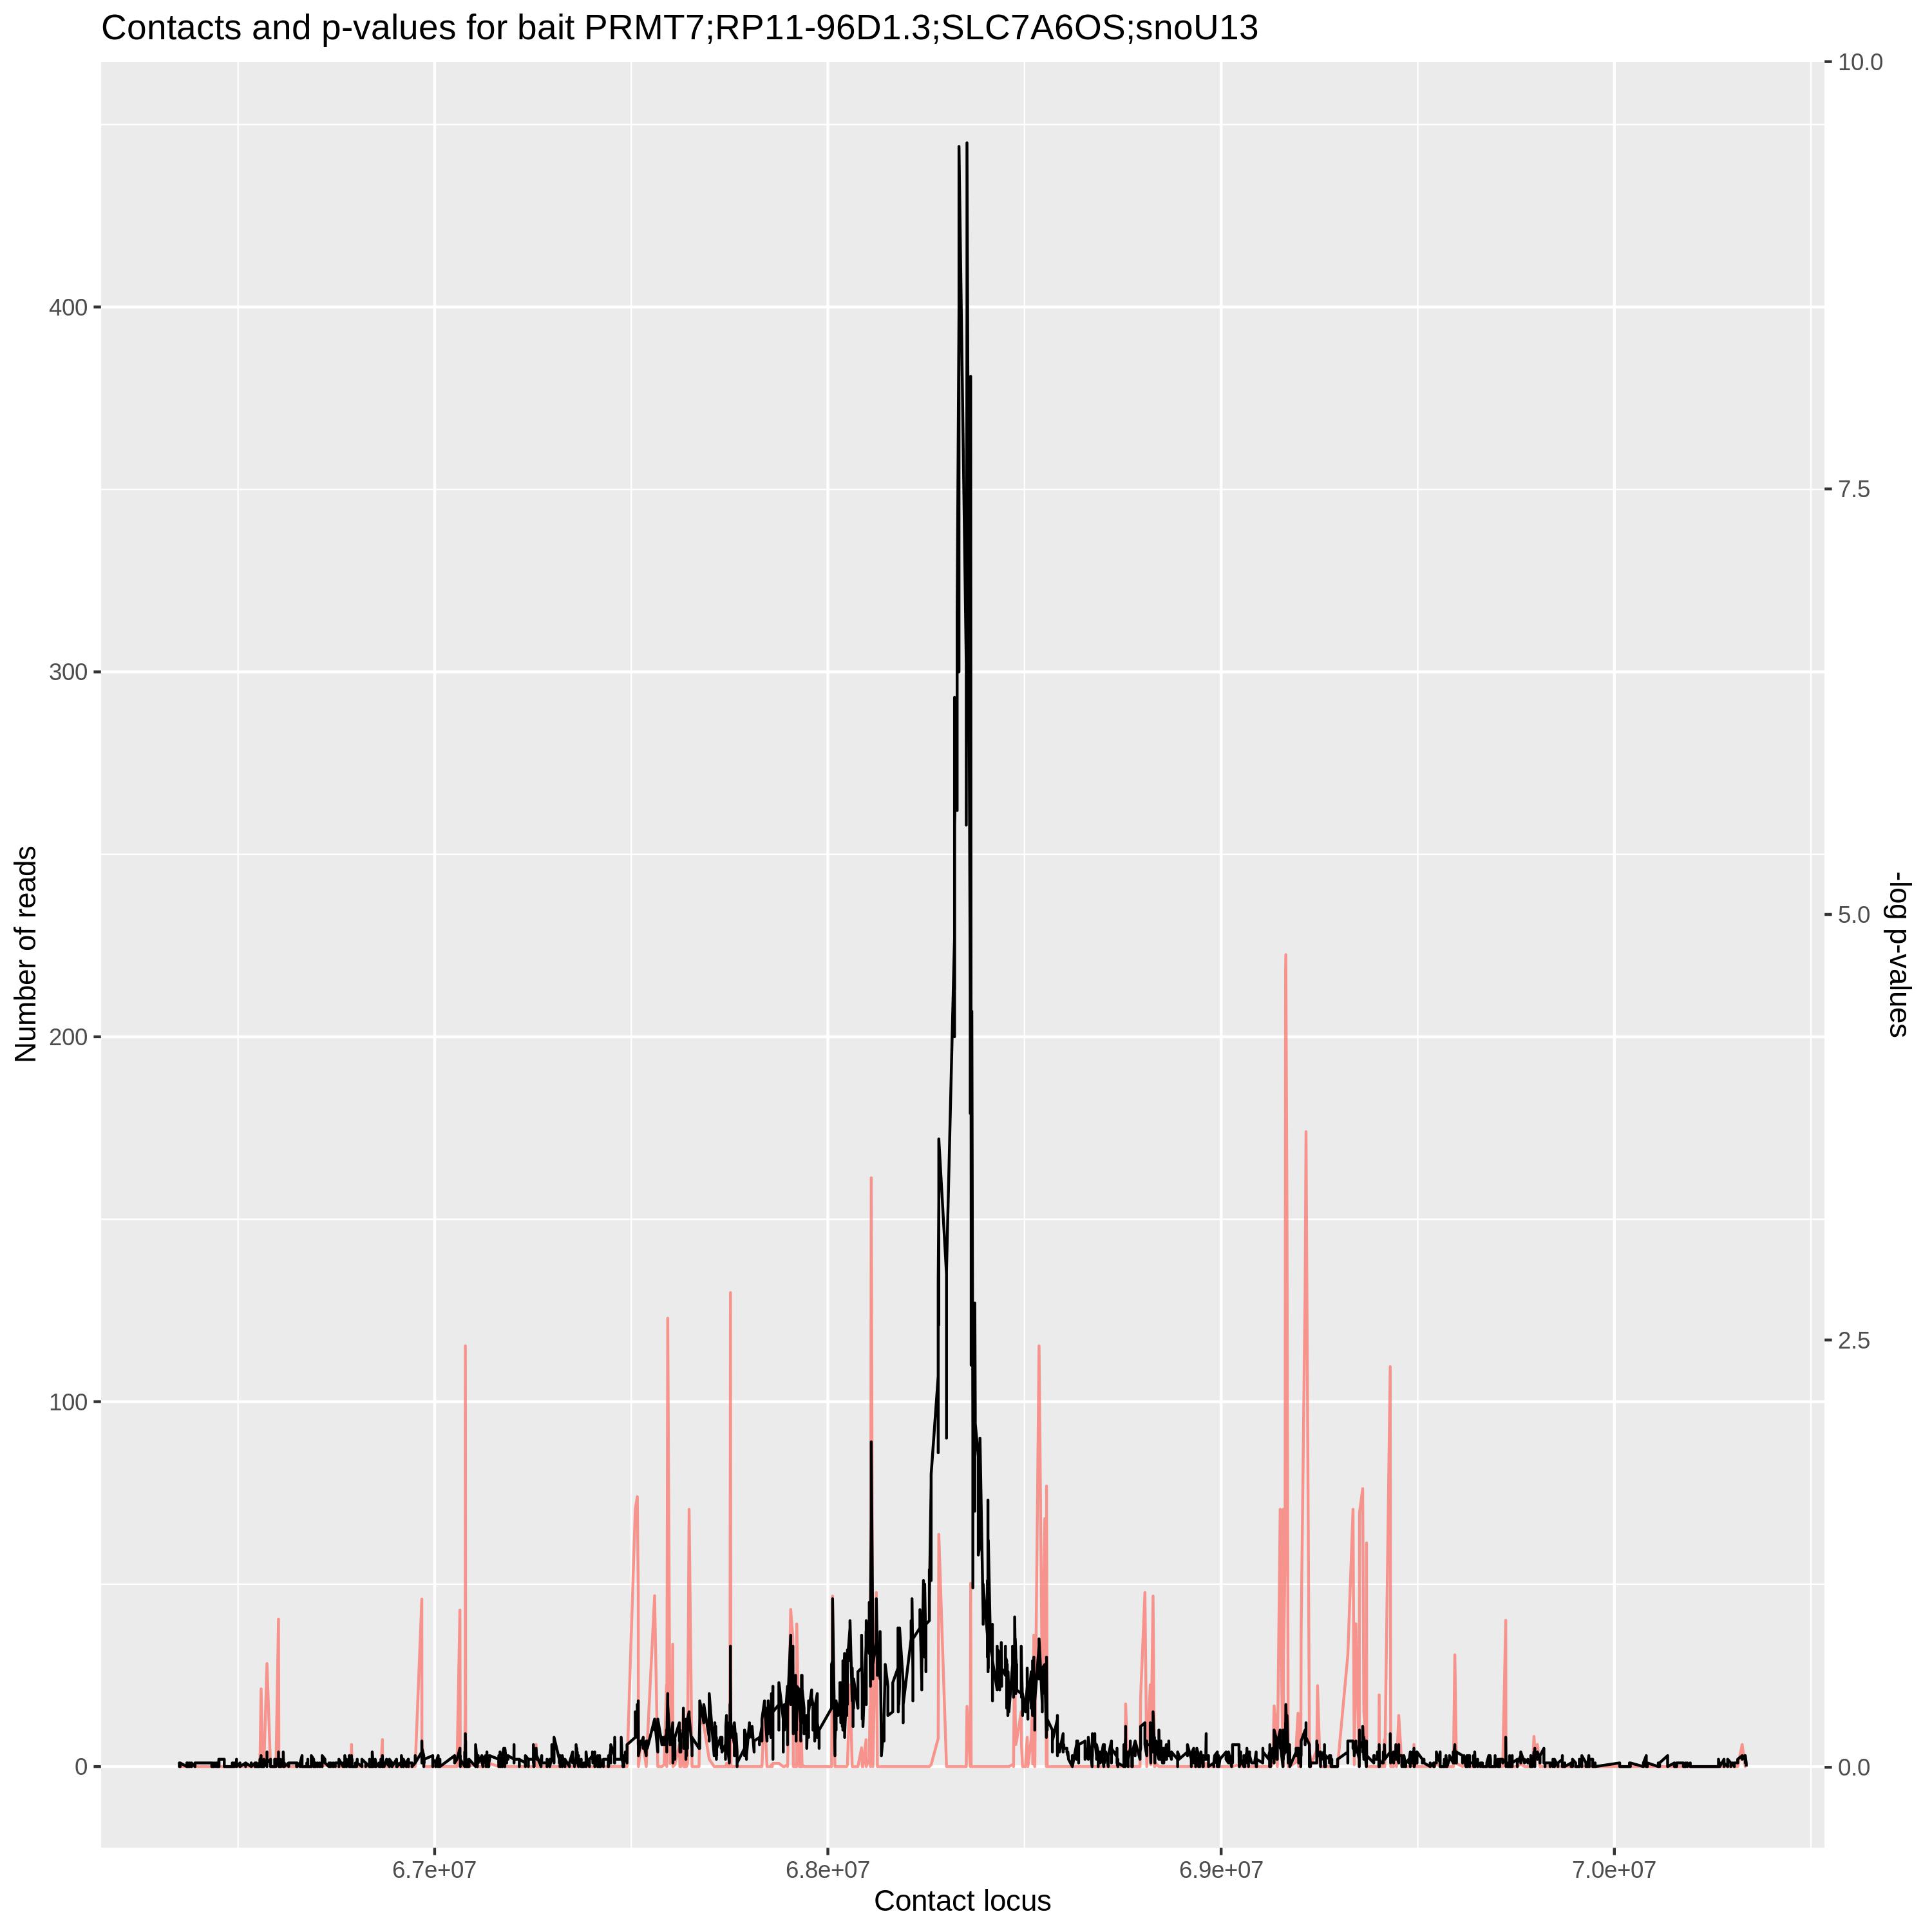 Contacts and p-values for bait PRMT7;RP11-96D1.3;SLC7A6OS;snoU13
10.0
400
7.5
300
Number of reads
-log p-values
5.0
200
2.5
100
0
0.0
6.7e+07
6.8e+07
6.9e+07
7.0e+07
Contact locus